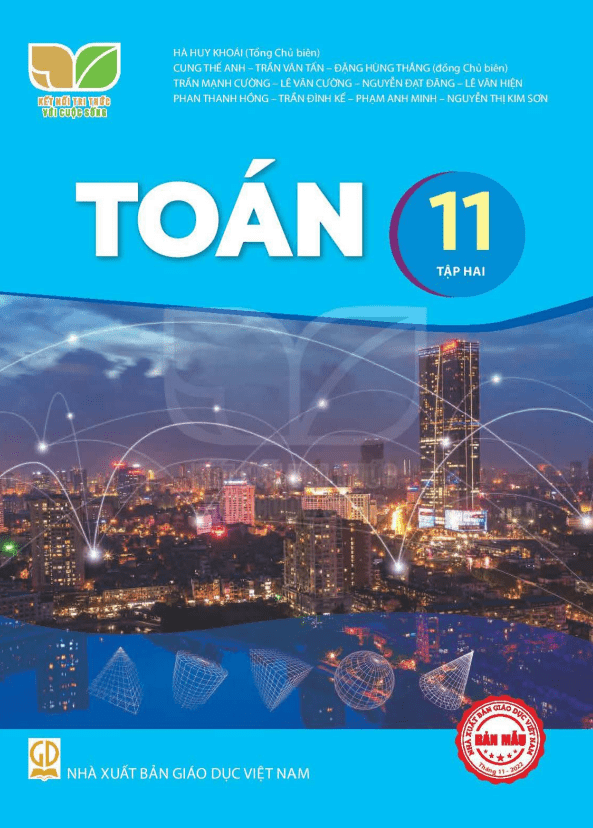 HÀ HUY KHOÁI (Tổng Chủ biên)
CUNG THẾ ANH – TRẦN VĂN TẤN – ĐẶNG HÙNG THẮNG (đồng Chủ biên)
TRẦN MẠNH CƯỜNG – LÊ VĂN CƯỜNG – NGUYỄN ĐẠT ĐĂNG – LÊ VĂN HIỆN
PHAN THANH HỒNG – TRẦN ĐÌNH KẾ – PHẠM ANH MINH – NGUYỄN THỊ KIM SƠN
KẾT NỐI TRI THỨC
VỚI CUỘC SỐNG
TOÁN
11
TẬP HAI
NHÀ XUẤT BẢN GIÁO DỤC VIỆT NAM
BẢN MẪU
Tháng 11 - 2022
GD
NHÀ XUẤT BẢN GIÁO DỤC VIỆT NAM